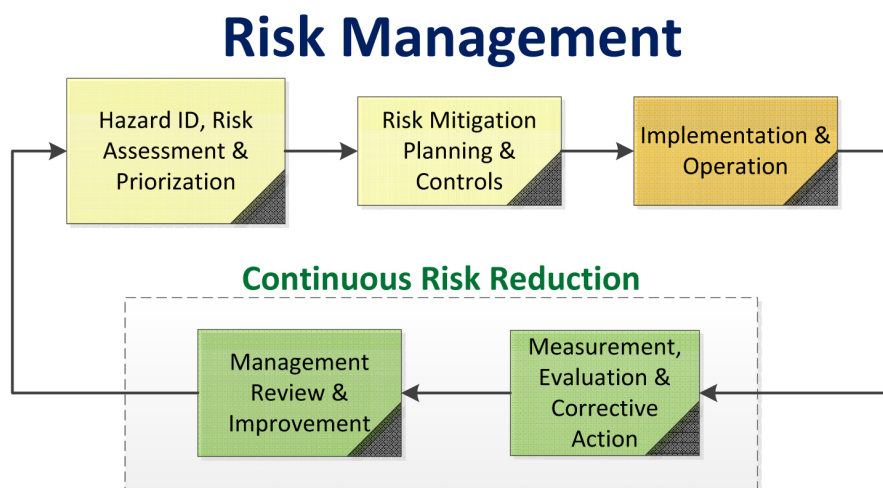 Risk Management
Hazard ID, Risk
Assessment &
Priorization
Risk Mitigation
Planning &
Controls
Implementation &
Operation
Continuous Risk Reduction
Management
Review &
Improvement
Measurement,
Evaluation &
Corrective
Action